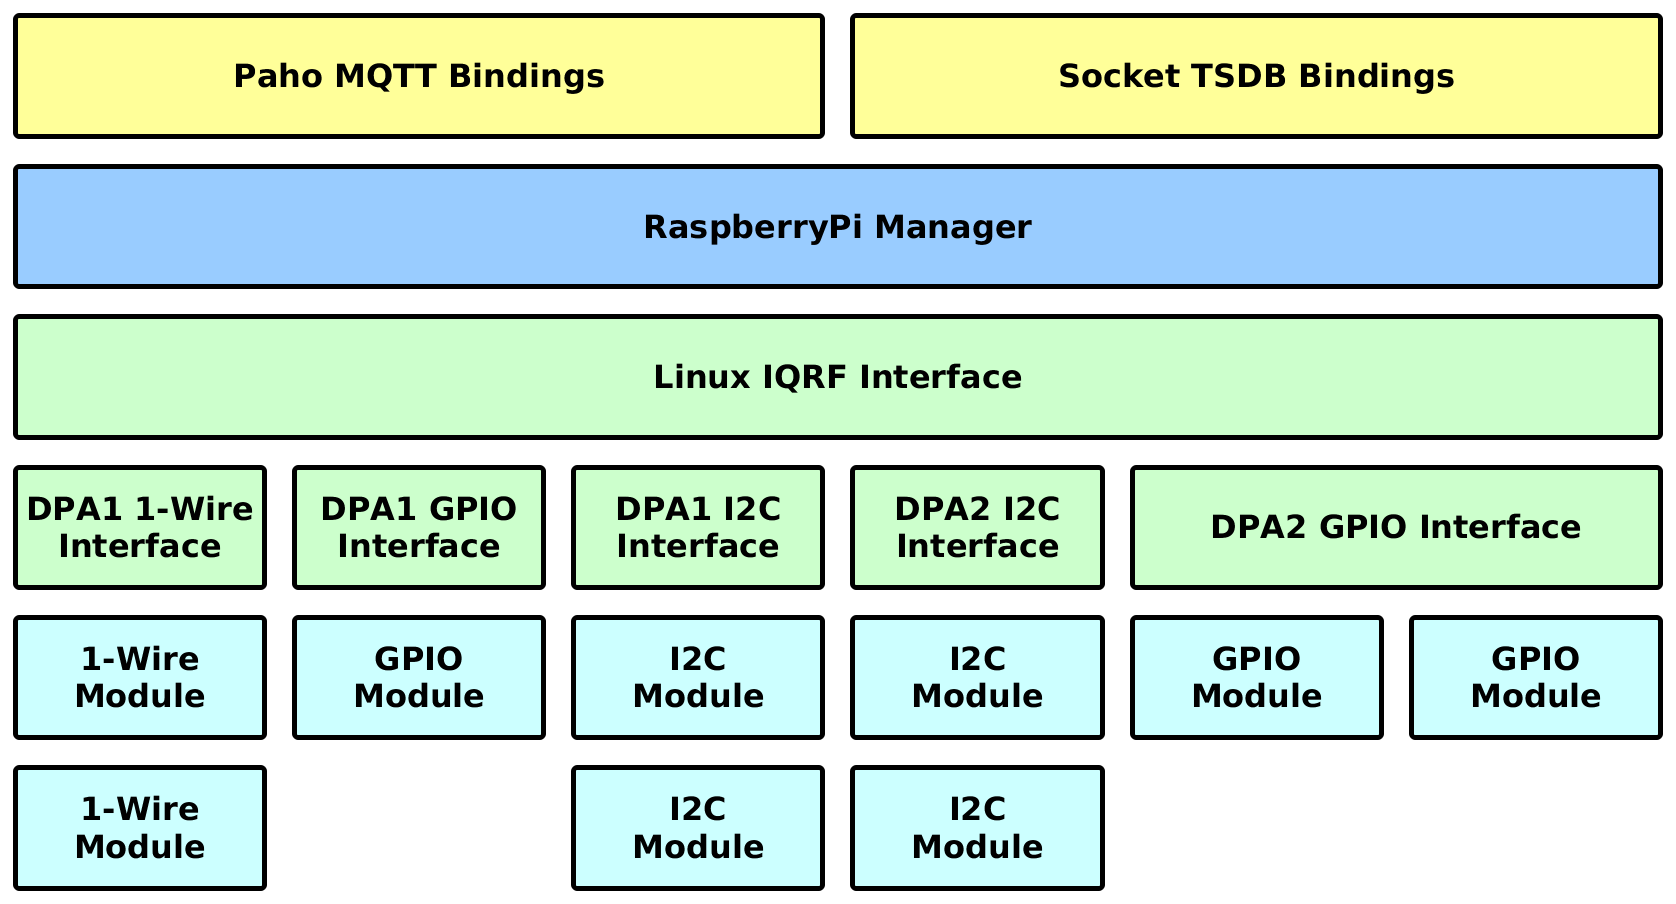 Paho MQTT Bindings
Socket TSDB Bindings
RaspberryPi Manager
Linux IQRF Interface
DPA1 1-Wire
Interface
DPA1 GPIO
Interface
DPA1 I2C
Interface
DPA2 I2C
Interface
DPA2 GPIO Interface
1-Wire
Module
GPIO
Module
I2C
Module
I2C
Module
GPIO
Module
GPIO
Module
1-Wire
Module
I2C
Module
I2C
Module